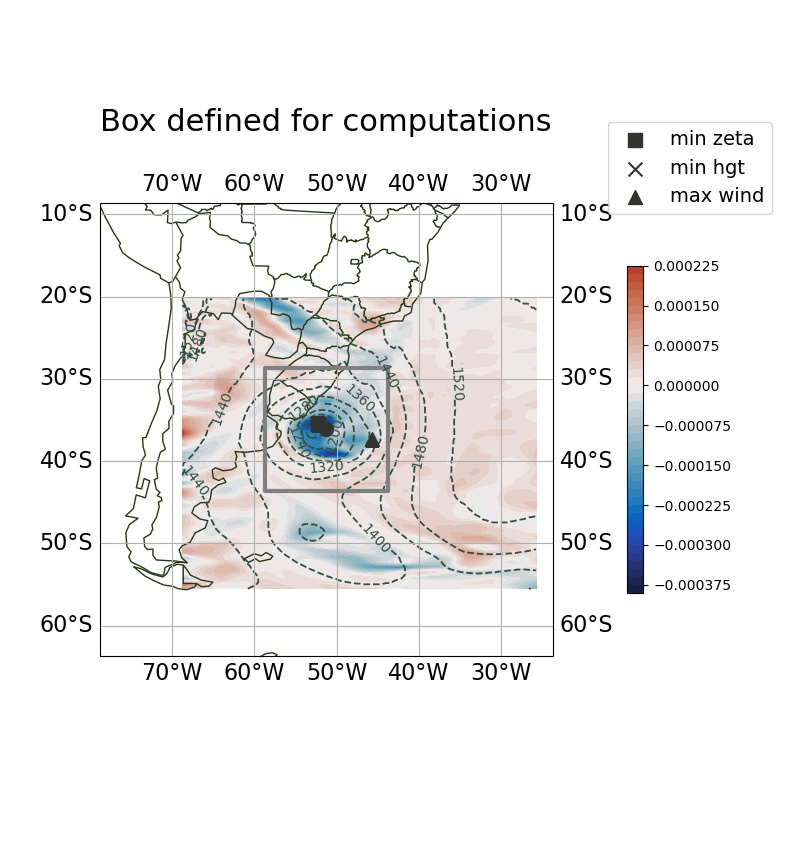 Box defined for computations
min zeta
min hgt
max wind
70°W 60°W 50°W 40°W 30°W
10°S 10°S
20°S 20°S
30°S 30°S
40°S 40°S
50°S 50°S
60°S 60°S
70°W 60°W 50°W 40°W 30°W
0.000225
0.000150
0.000075
0.000000
−0.000075
−0.000150
−0.000225
−0.000300
−0.000375
1520
1440
1440
1360
1480
1320
1440
1400